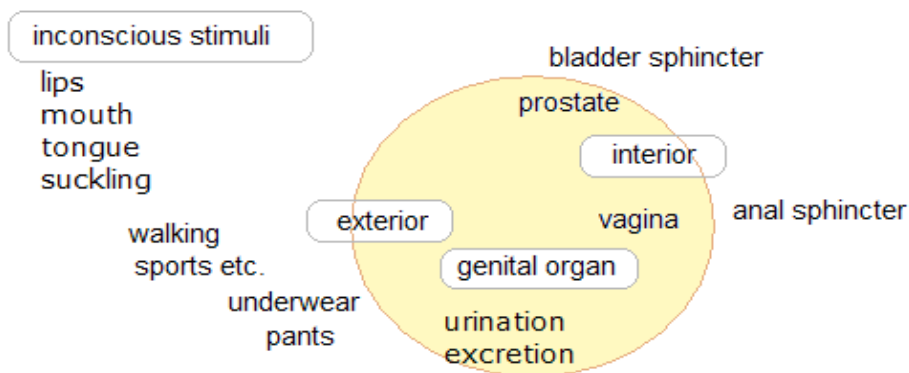 inconscious stimuli
lips
mouth
tongue
suckling
bladder sphincter
prostate
interior
exterior
vagina
anal sphincter
walking
sports etc.
genital organ
underwear
pants
urination
excretion